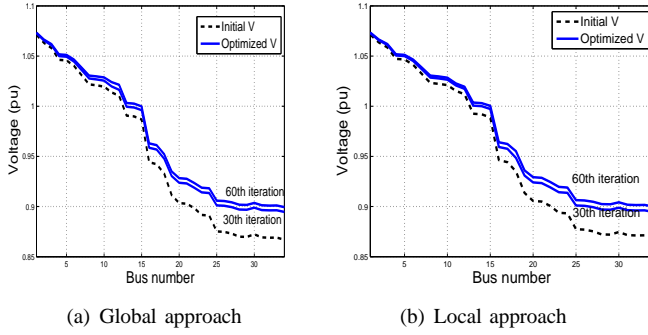 1.1
1.05
1
0.95
0.9
0.85
Voltage (pu)
Initial V
Optimized V
60th iteration
30th iteration
5 10 15 20 25 30
Bus number
(a) Global approach
1.1
1.05
1
0.95
0.9
0.85
Voltage (pu)
Initial V
Optimized V
60th iteration
30th iteration
5 10 15 20 25 30
Bus number
(b) Local approach